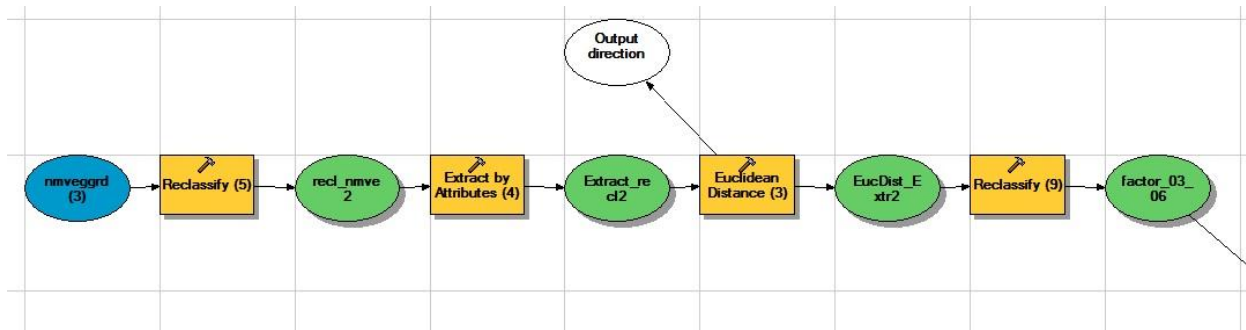 Output
direction
nmveggrd
(3)
Reclassify (5)
recl_nmve
2
Extract by
Attributes (4)
Extract_re
cl2
Euclidean
Distance (3)
EucDist_E
xtr2
Reclassify (9)
factor_03_
06